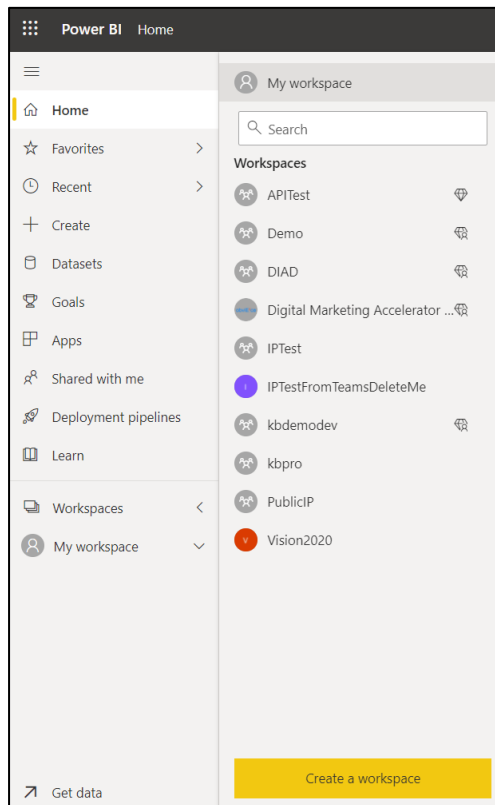 Power BI Home
Home
Favorites
Recent
Create
Datasets
Goals
Apps
Shared with me
Deployment pipelines
Learn
Workspaces
My workspace
Get data
My workspace
Search
Workspaces
APITest
Demo
DIAD
Digital Marketing Accelerator ...
IPTest
I IPTestFromTeamsDeleteMe
kbdemodev
kbpro
PublicIP
V Vision2020
Create a workspace